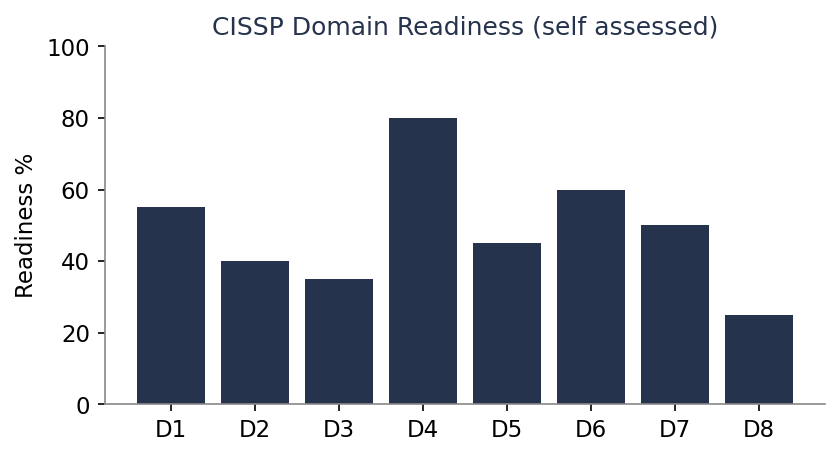 CISSP Domain Readiness (self assessed)
Readiness %
100
80
60
40
20
0
D1 D2 D3 D4 D5 D6 D7 D8